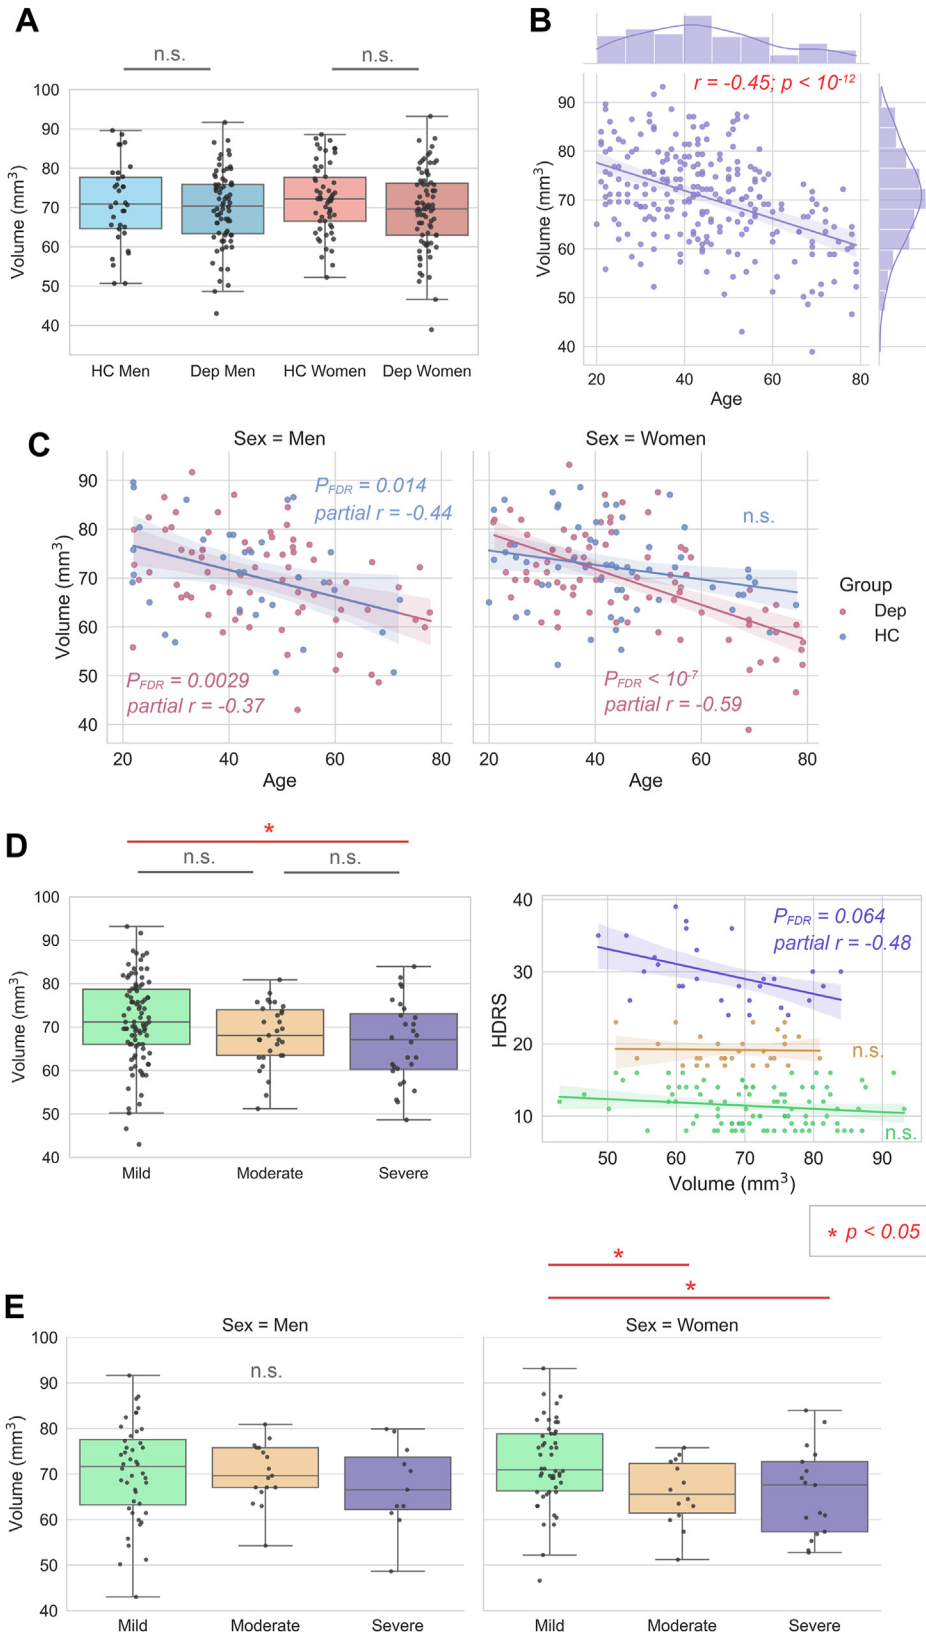 A
n.s.
n.s.
100
90
80
70
60
50
40
Volume (mm³)
HC Men
Dep Men
HC Women
Dep Women
B
r = -0.45; p < 10⁻¹²
90
80
70
60
50
40
Volume (mm³)
20
40
60
80
Age
C
Sex = Men
90
80
70
60
50
40
Volume (mm³)
P_FDR = 0.014
partial r = -0.44
P_FDR = 0.0029
partial r = -0.37
20
40
60
80
Age
Sex = Women
n.s.
P_FDR < 10⁻⁷
partial r = -0.59
20
40
60
80
Age
Group
Dep
HC
D
*
n.s.
n.s.
100
90
80
70
60
50
40
Volume (mm³)
Mild
Moderate
Severe
40
30
20
10
HDRS
P_FDR = 0.064
partial r = -0.48
n.s.
n.s.
50
60
70
80
90
Volume (mm³)
* p < 0.05
E
Sex = Men
100
90
80
70
60
50
40
Volume (mm³)
n.s.
Mild
Moderate
Severe
*
*
Sex = Women
Mild
Moderate
Severe